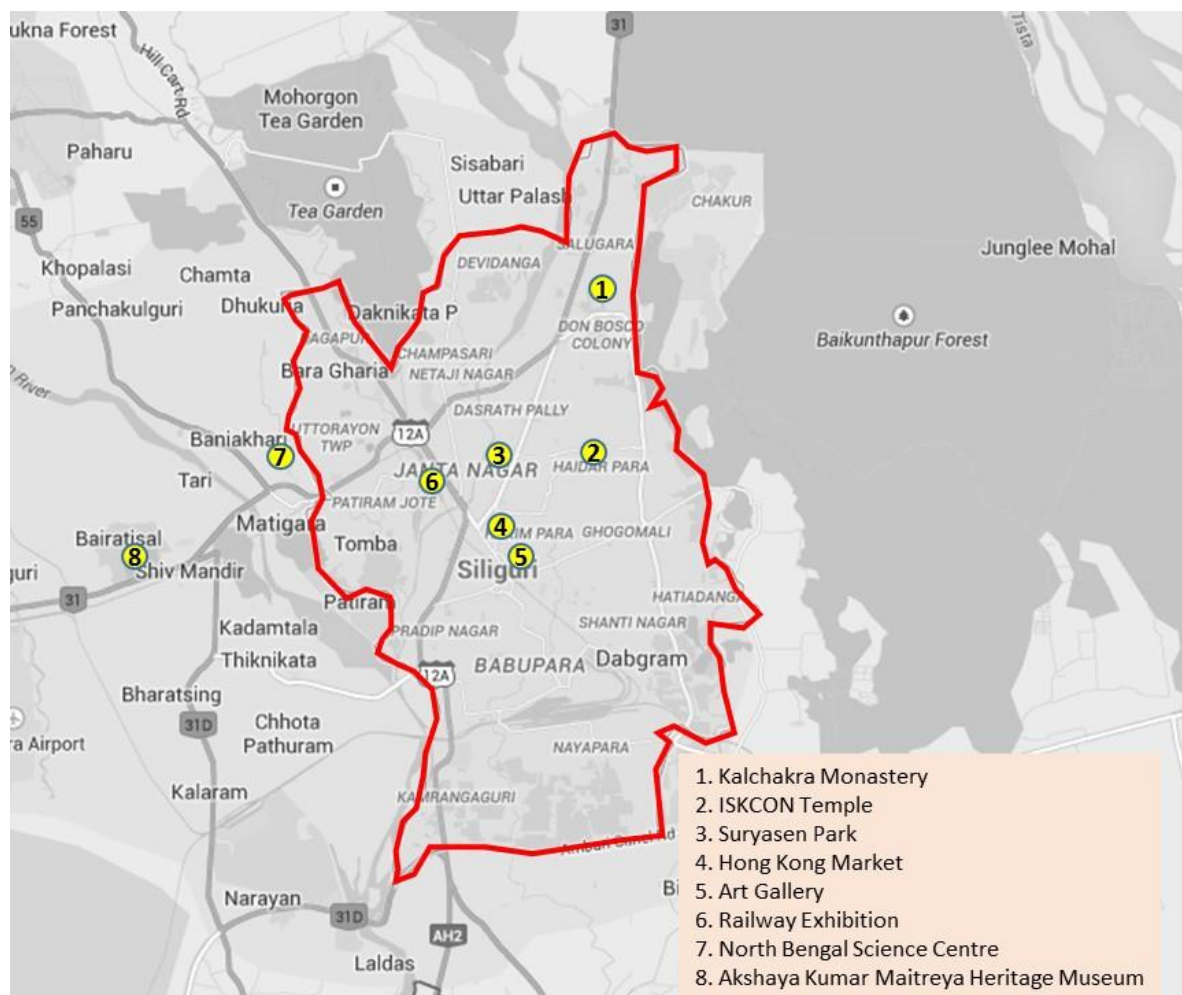 ukna Forest
31
Tista
Hill Cart Rd
Mohorgon
Tea Garden
Paharu
Sisabari
Uttar Palash
Tea Garden
CHAKUR
55
SALUGARA
Junglee Mohal
DEVIDANGA
Khopalasi
Chamta
1
Panchakulguri
Dhukuria
Daknikata P
DON BOSCO
COLONY
Baikunthapur Forest
JAGAPUR
CHAMPASARI
Bara Gharia
NETAJI NAGAR
River
DASRATH PALLY
UTTORAYON
TWP
12A
Baniakhari
7
3
2
JANTA NAGAR
HAIDAR PARA
Tari
6
PATIRAM JOTE
Matigara
4
GHOGOMALI
Bairatisal
Tomba
8
Shiv Mandir
5
Siliguri
guri
31
Patiram
HATIADANGA
Kadamtala
PRADIP NAGAR
SHANTI NAGAR
Thiknikata
12A
BABUPARA
Dabgram
Bharatsing
31D
Chhota
Pathuram
ra Airport
NAYAPARA
Kalaram
KAMRANGAGURI
Narayan
31D
AH2
Laldas
Bi
1. Kalchakra Monastery
2. ISKCON Temple
3. Suryasen Park
4. Hong Kong Market
5. Art Gallery
6. Railway Exhibition
7. North Bengal Science Centre
8. Akshaya Kumar Maitreya Heritage Museum